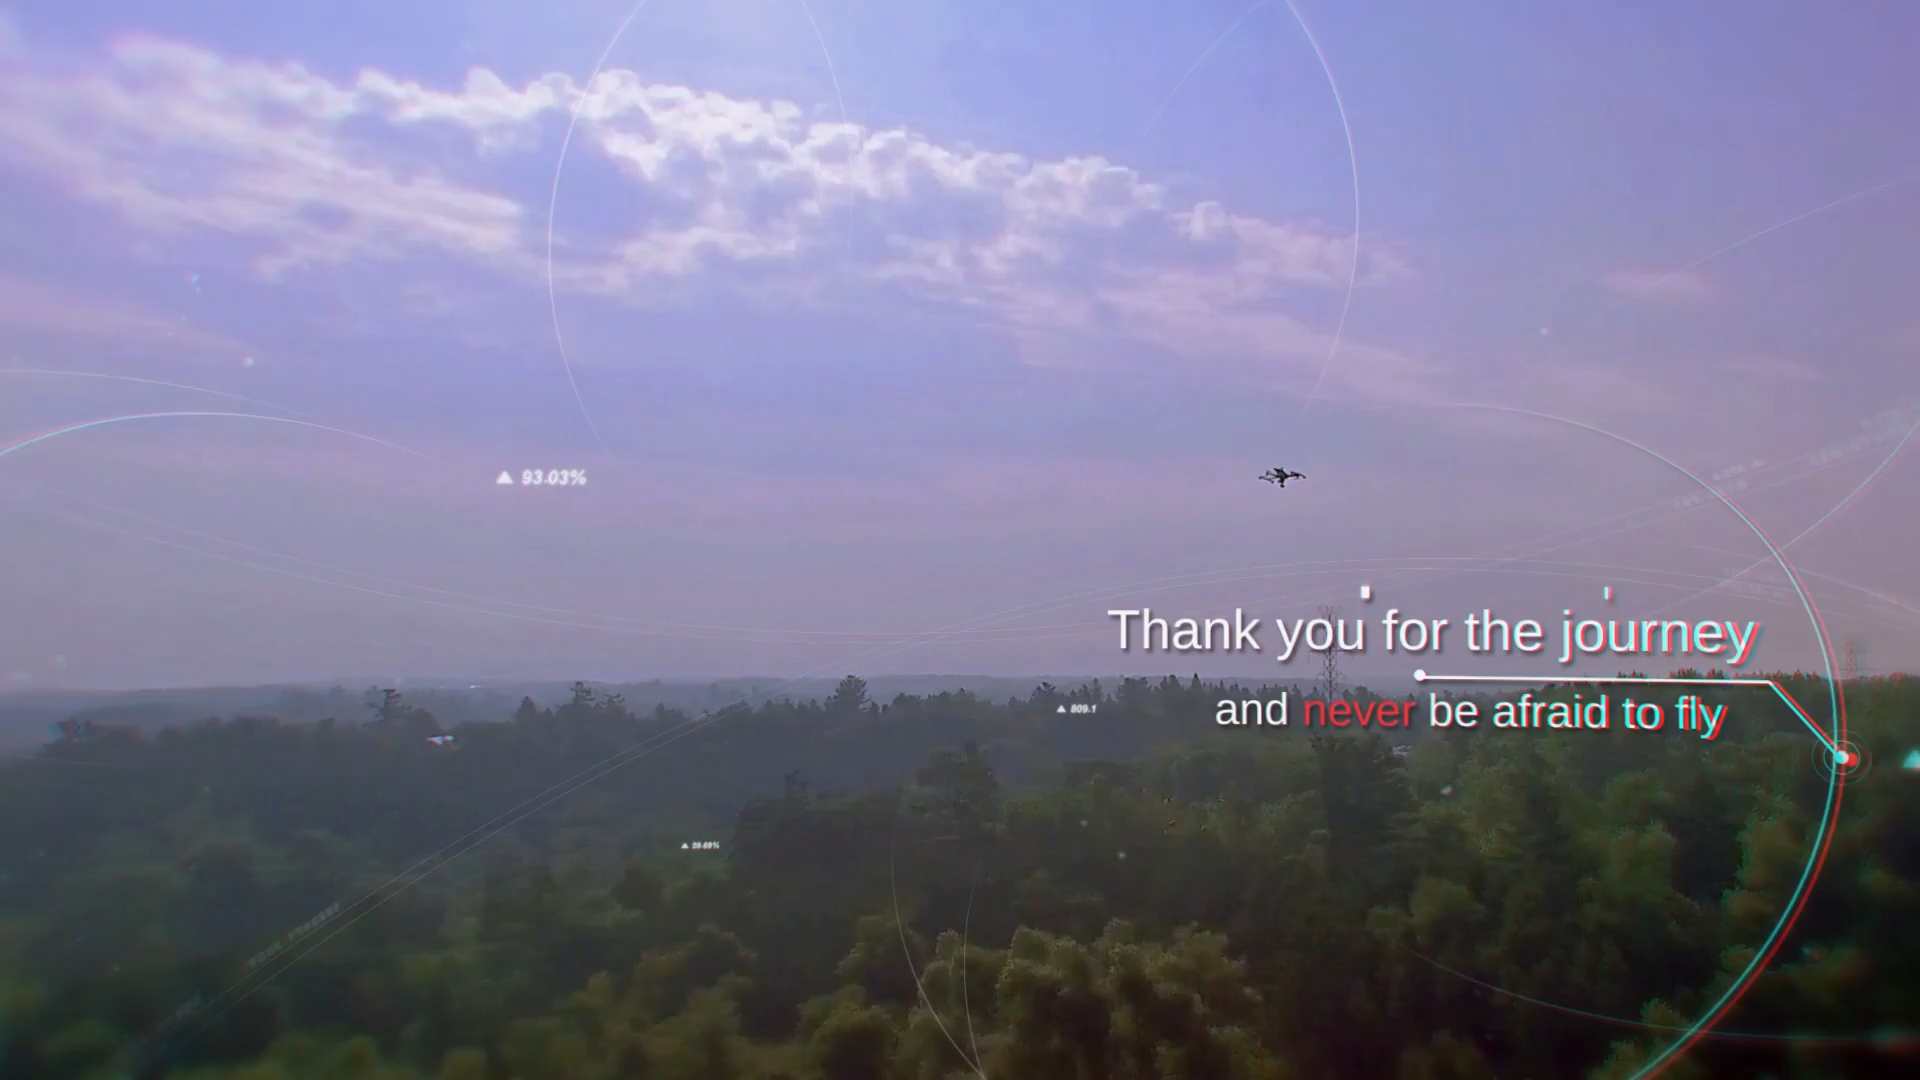 ▲ 93.03%
Thank you for the journey
and never be afraid to fly
▲ 809.1